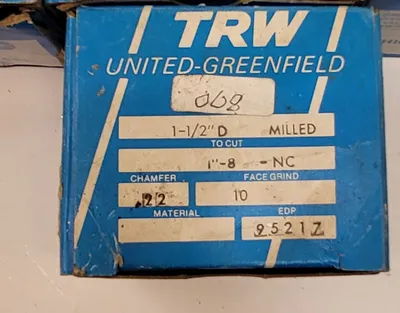 TRW
UNITED-GREENFIELD
1-1/2"D MILLED
TO CUT
1"-8 -NC
CHAMFER FACE GRIND
.22 10
MATERIAL EDP
95217